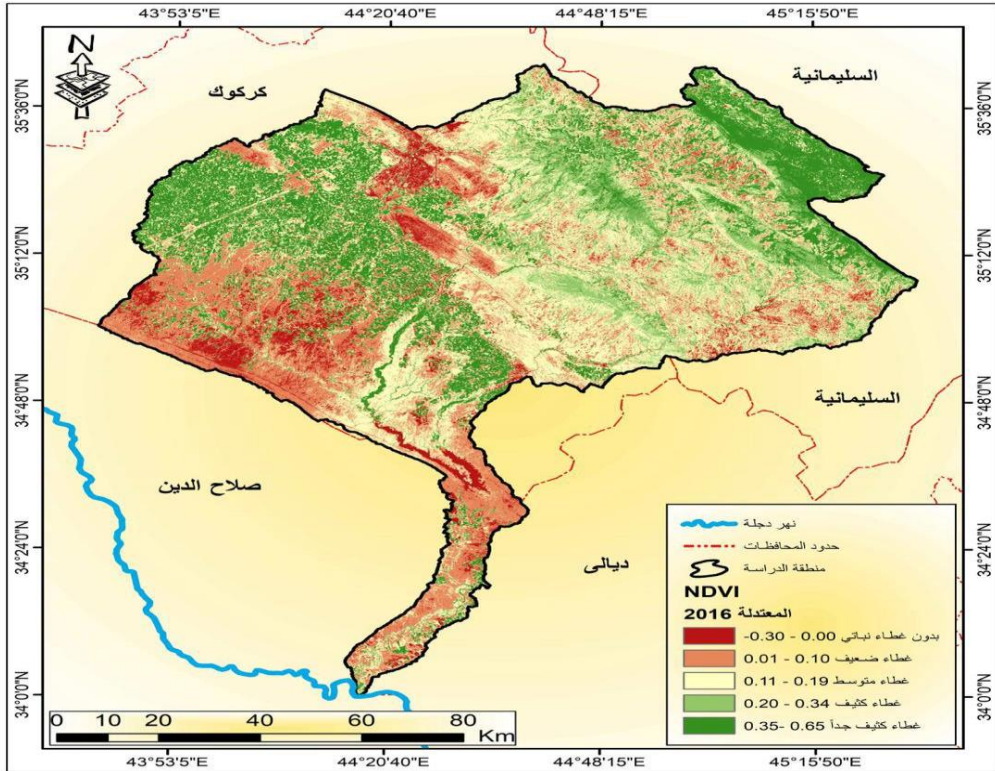 43°53'5"E 44°20'40"E 44°48'15"E 45°15'50"E
N
السليمانية
كركوك
35°36'0"N 35°36'0"N
35°12'0"N 35°12'0"N
34°48'0"N 34°48'0"N
السليمانية
صلاح الدين
ديالى
34°24'0"N 34°24'0"N
34°0'0"N 34°0'0"N
نهر دجلة
حدود المحافظات
منطقة الدراسة
NDVI
المعتدلة 2016
بدون غطاء نباتي 0.00 - 0.30-
غطاء ضعيف 0.10 - 0.01
غطاء متوسط 0.19 - 0.11
غطاء كثيف 0.34 - 0.20
غطاء كثيف جداً 0.65 -0.35
0 10 20 40 60 80
Km
43°53'5"E 44°20'40"E 44°48'15"E 45°15'50"E